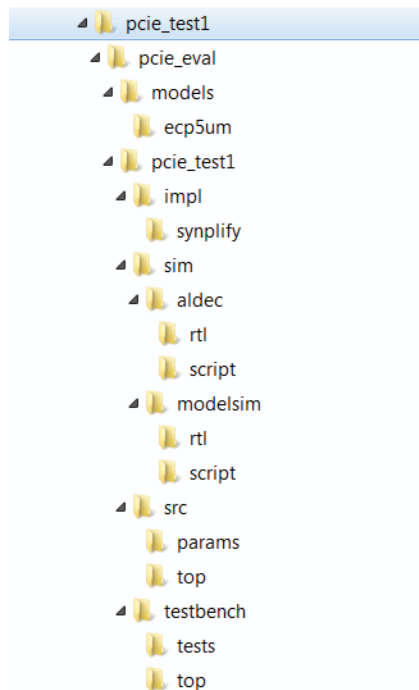 pcie_test1
pcie_eval
models
ecp5um
pcie_test1
impl
synplify
sim
aldec
rtl
script
modelsim
rtl
script
src
params
top
testbench
tests
top